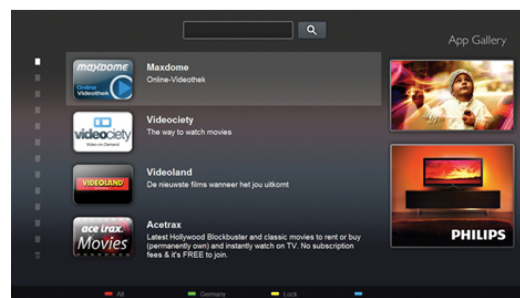 App Gallery
maxdome
Online
Videothek
Maxdome
Online-Videothek
videociety
Video on Demand
Videociety
The way to watch movies
VIDEOLAND
Videoland
De nieuwste films wanneer het jou uitkomt
ace trax.
Movies
Acetrax
Latest Hollywood Blockbuster and classic movies to rent or buy
(permanently own) and instantly watch on TV. No subscription
fees & it's FREE to join.
PHILIPS
All
Germany
Lock